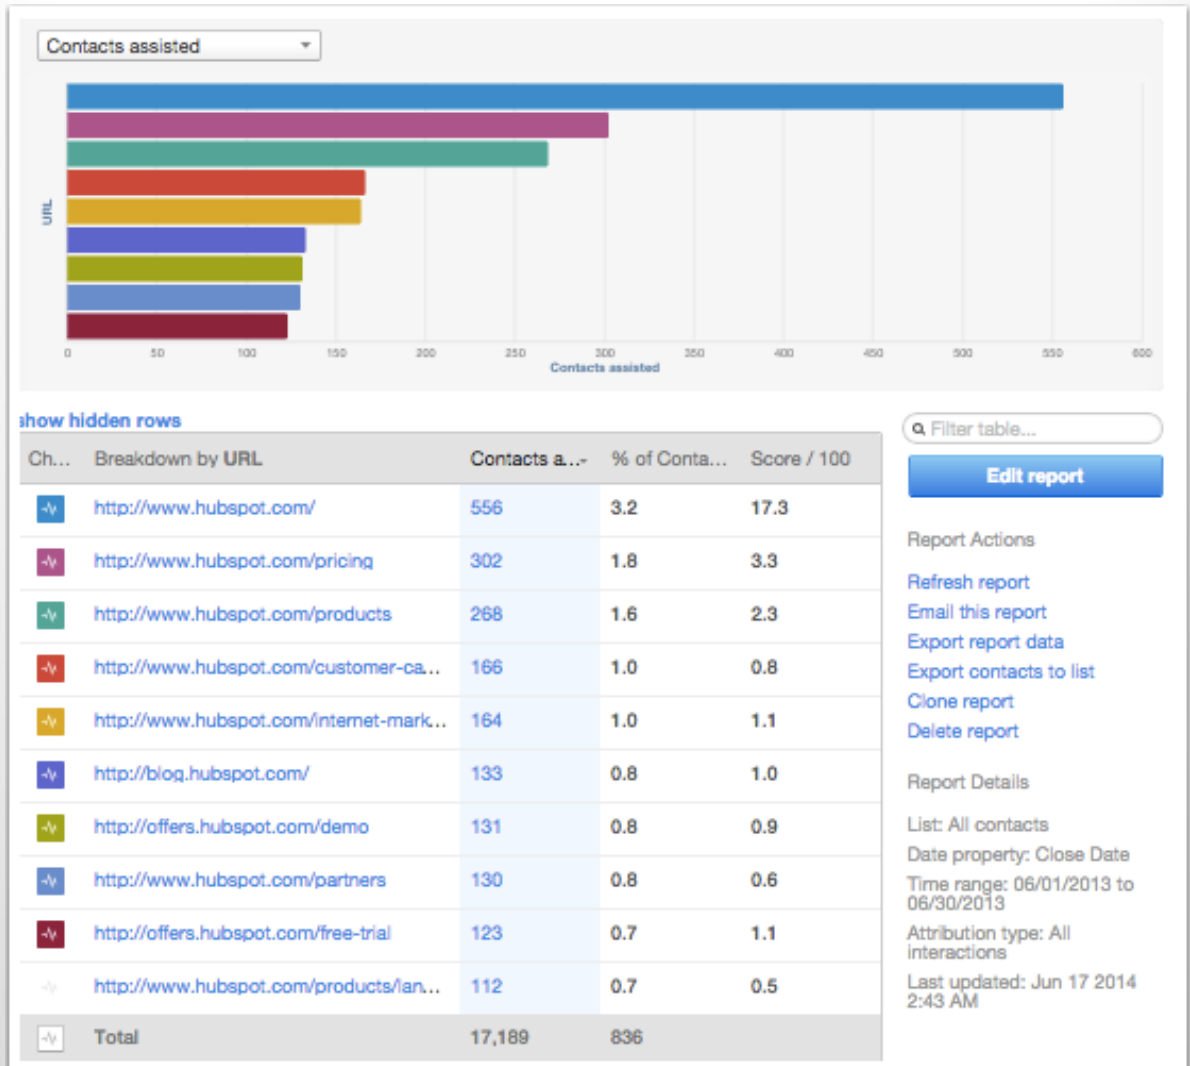 Contacts assisted
URL
0 50 100 150 200 250 300 350 400 450 500 550 600
Contacts assisted
show hidden rows
Ch... Breakdown by URL Contacts a... % of Conta... Score / 100
http://www.hubspot.com/ 556 3.2 17.3
http://www.hubspot.com/pricing 302 1.8 3.3
http://www.hubspot.com/products 268 1.6 2.3
http://www.hubspot.com/customer-ca... 166 1.0 0.8
http://www.hubspot.com/internet-mark... 164 1.0 1.1
http://blog.hubspot.com/ 133 0.8 1.0
http://offers.hubspot.com/demo 131 0.8 0.9
http://www.hubspot.com/partners 130 0.8 0.6
http://offers.hubspot.com/free-trial 123 0.7 1.1
http://www.hubspot.com/products/lan... 112 0.7 0.5
Total 17,189 836
Filter table...
Edit report
Report Actions
Refresh report
Email this report
Export report data
Export contacts to list
Clone report
Delete report
Report Details
List: All contacts
Date property: Close Date
Time range: 06/01/2013 to
06/30/2013
Attribution type: All
interactions
Last updated: Jun 17 2014
2:43 AM